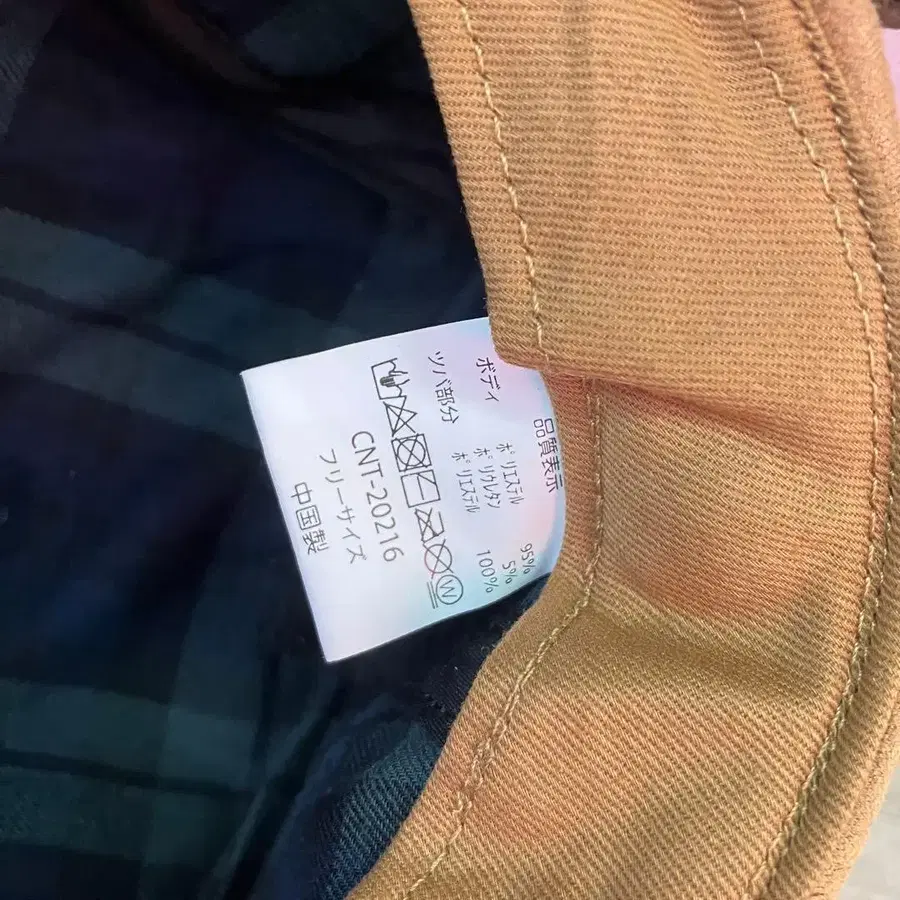 品質表示
ボディ ポリエステル 95%
ポリウレタン 5%
ツバ部分 ポリエステル 100%
W
CNT-20216
フリーサイズ
中国製